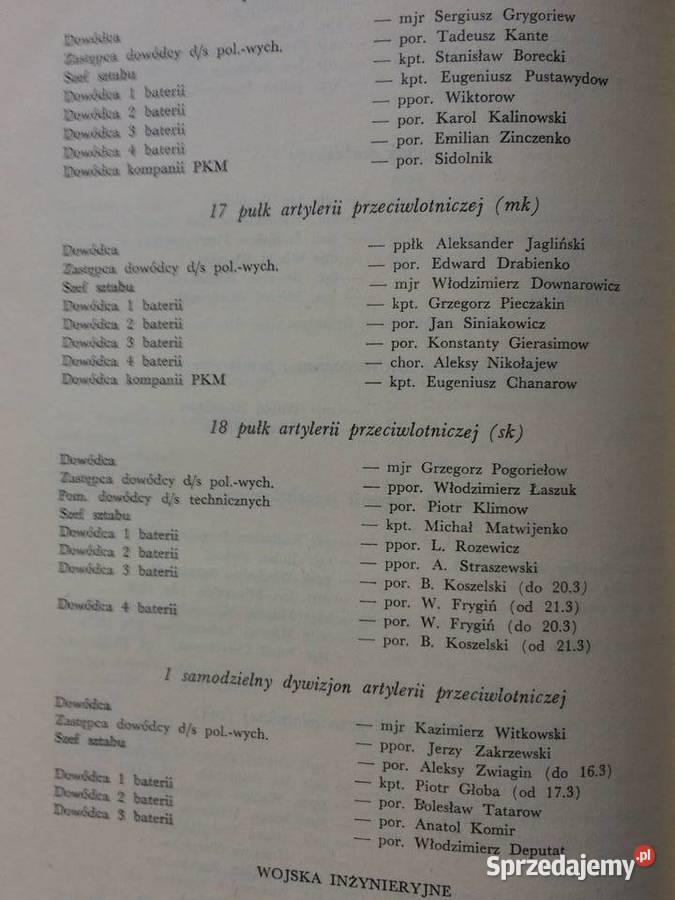 Dowódca — mjr Sergiusz Grygoriew
Zastępca dowódcy d/s pol.-wych. — por. Tadeusz Kante
Szef sztabu — kpt. Stanisław Borecki
Dowódca 1 baterii — kpt. Eugeniusz Pustawydow
Dowódca 2 baterii — ppor. Wiktorow
Dowódca 3 baterii — por. Karol Kalinowski
Dowódca 4 baterii — por. Emilian Zinczenko
Dowódca kompanii PKM — por. Sidolnik
17 pułk artylerii przeciwlotniczej (mk)
Dowódca — ppłk Aleksander Jagliński
Zastępca dowódcy d/s pol.-wych. — por. Edward Drabienko
Szef sztabu — mjr Włodzimierz Downarowicz
Dowódca 1 baterii — kpt. Grzegorz Pieczakin
Dowódca 2 baterii — por. Jan Siniakowicz
Dowódca 3 baterii — por. Konstanty Gierasimow
Dowódca 4 baterii — chor. Aleksy Nikołajew
Dowódca kompanii PKM — kpt. Eugeniusz Chanarow
18 pułk artylerii przeciwlotniczej (sk)
Dowódca — mjr Grzegorz Pogoriełow
Zastępca dowódcy d/s pol.-wych. — ppor. Włodzimierz Łaszuk
Pom. dowódcy d/s technicznych — por. Piotr Klimow
Szef sztabu — kpt. Michał Matwijenko
Dowódca 1 baterii — ppor. L. Rozewicz
Dowódca 2 baterii — ppor. A. Straszewski
Dowódca 3 baterii — por. B. Koszelski (do 20.3)
— por. W. Frygiń (od 21.3)
Dowódca 4 baterii — por. W. Frygiń (do 20.3)
— por. B. Koszelski (od 21.3)
1 samodzielny dywizjon artylerii przeciwlotniczej
Dowódca — mjr Kazimierz Witkowski
Zastępca dowódcy d/s pol.-wych. — ppor. Jerzy Zakrzewski
Szef sztabu — por. Aleksy Zwiagin (do 16.3)
— kpt. Piotr Głoba (od 17.3)
Dowódca 1 baterii — por. Bolesław Tatarow
Dowódca 2 baterii — por. Anatol Komir
Dowódca 3 baterii — por. Włodzimierz Deputat
WOJSKA INŻYNIERYJNE
Sprzedajemy.pl